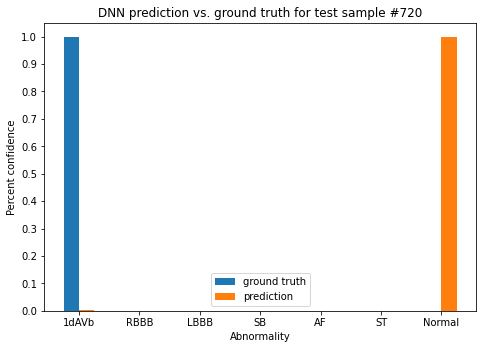 DNN prediction vs. ground truth for test sample #720
Percent confidence
1.0
0.9
0.8
0.7
0.6
0.5
0.4
0.3
0.2
0.1
0.0
ground truth
prediction
1dAVb RBBB LBBB SB AF ST Normal
Abnormality